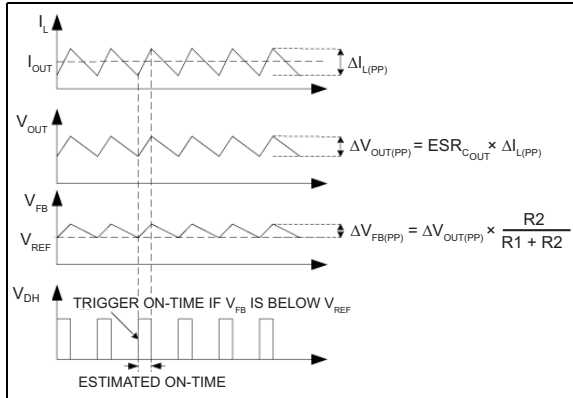 I_L
I_OUT
ΔI_L(PP)
V_OUT
ΔV_OUT(PP) = ESR_C_OUT × ΔI_L(PP)
V_FB
V_REF
ΔV_FB(PP) = ΔV_OUT(PP) × R2 / R1 + R2
V_DH
TRIGGER ON-TIME IF V_FB IS BELOW V_REF
ESTIMATED ON-TIME